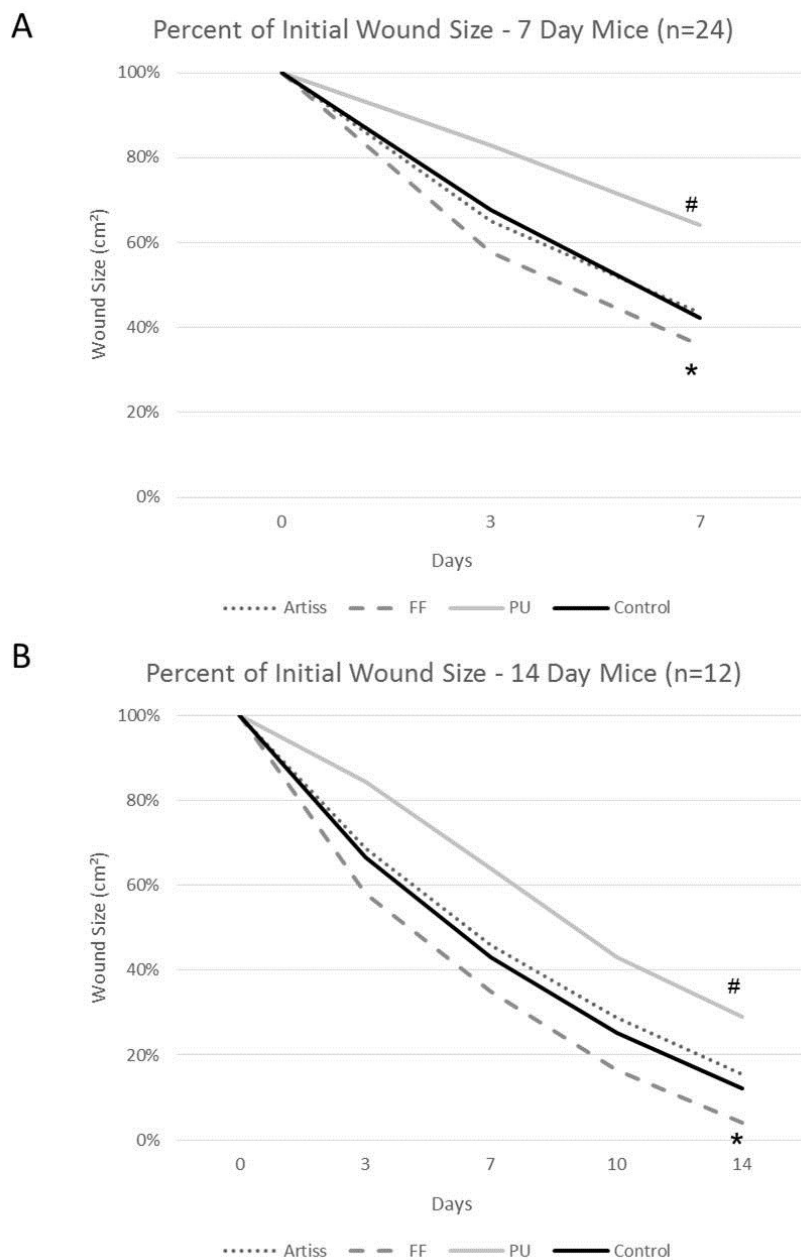 A
Percent of Initial Wound Size - 7 Day Mice (n=24)
100%
80%
60%
40%
20%
0%
Wound Size (cm²)
#
*
0 3 7
Days
Artiss FF PU Control
B
Percent of Initial Wound Size - 14 Day Mice (n=12)
100%
80%
60%
40%
20%
0%
Wound Size (cm²)
#
*
0 3 7 10 14
Days
Artiss FF PU Control